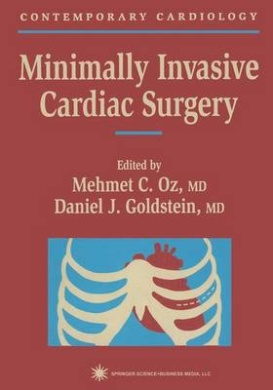 CONTEMPORARY CARDIOLOGY
Minimally Invasive
Cardiac Surgery
Edited by
Mehmet C. Oz, MD
Daniel J. Goldstein, MD
SPRINGER SCIENCE+BUSINESS MEDIA, LLC